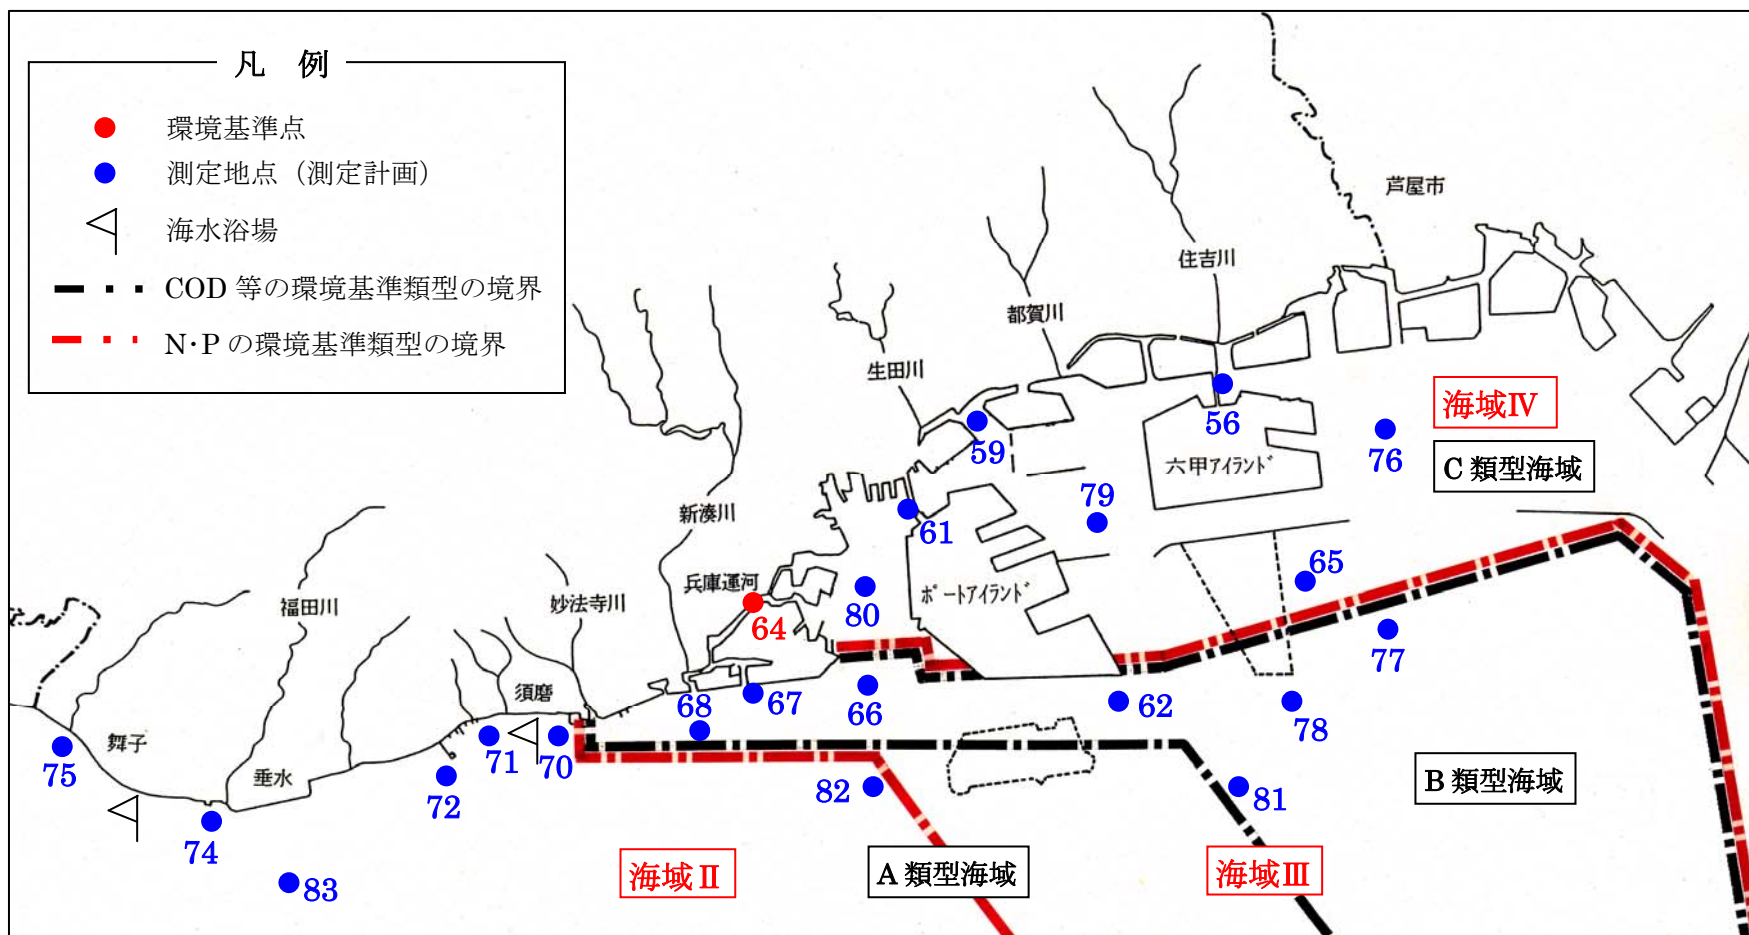 凡 例
環境基準点
測定地点（測定計画）
海水浴場
COD 等の環境基準類型の境界
N･P の環境基準類型の境界
芦屋市
住吉川
都賀川
生田川
海域Ⅳ
56
59
76
C 類型海域
六甲アイランド
79
新湊川
61
65
兵庫運河
ポートアイランド
妙法寺川
福田川
80
64
77
須磨
68
67
66
62
78
舞子
75
71
70
垂水
72
B 類型海域
82
81
74
海域Ⅱ
A 類型海域
海域Ⅲ
83